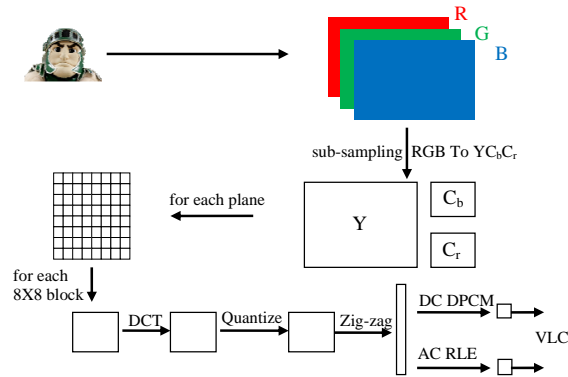 R
G
B
sub-sampling RGB To YCbCr
for each plane
Y
Cb
Cr
for each
8X8 block
DCT
Quantize
Zig-zag
DC DPCM
VLC
AC RLE